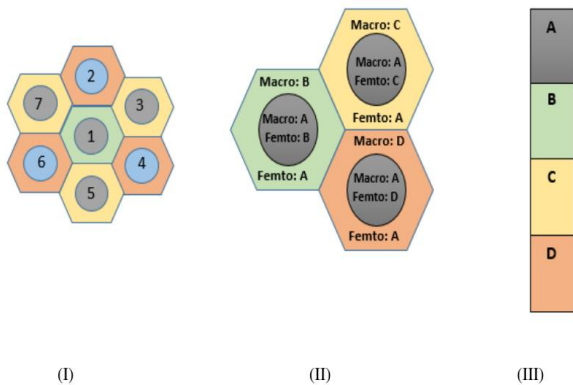 2
7
3
1
6
4
5
Macro: C
Macro: A
Femto: C
Femto: A
Macro: B
Macro: A
Femto: B
Femto: A
Macro: D
Macro: A
Femto: D
Femto: A
A
B
C
D
(I)
(II)
(III)